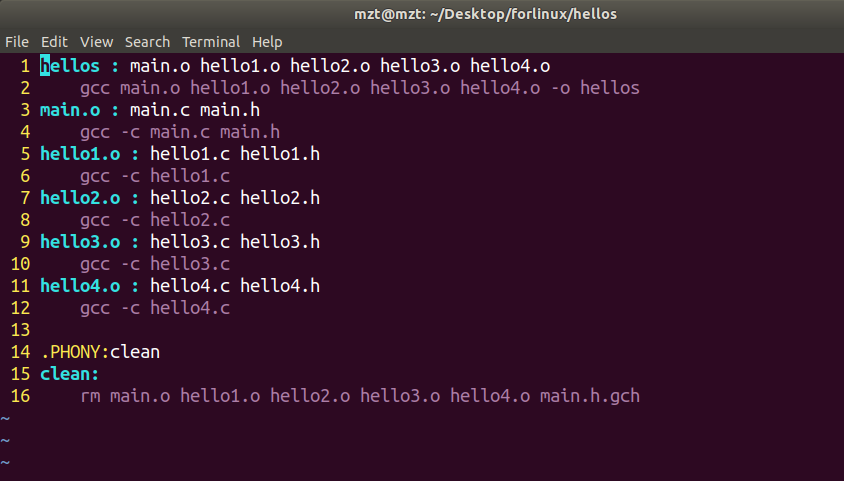 mzt@mzt: ~/Desktop/forlinux/hellos
File Edit View Search Terminal Help
1 hellos : main.o hello1.o hello2.o hello3.o hello4.o
2 gcc main.o hello1.o hello2.o hello3.o hello4.o -o hellos
3 main.o : main.c main.h
4 gcc -c main.c main.h
5 hello1.o : hello1.c hello1.h
6 gcc -c hello1.c
7 hello2.o : hello2.c hello2.h
8 gcc -c hello2.c
9 hello3.o : hello3.c hello3.h
10 gcc -c hello3.c
11 hello4.o : hello4.c hello4.h
12 gcc -c hello4.c
13
14 .PHONY:clean
15 clean:
16 rm main.o hello1.o hello2.o hello3.o hello4.o main.h.gch
~
~
~